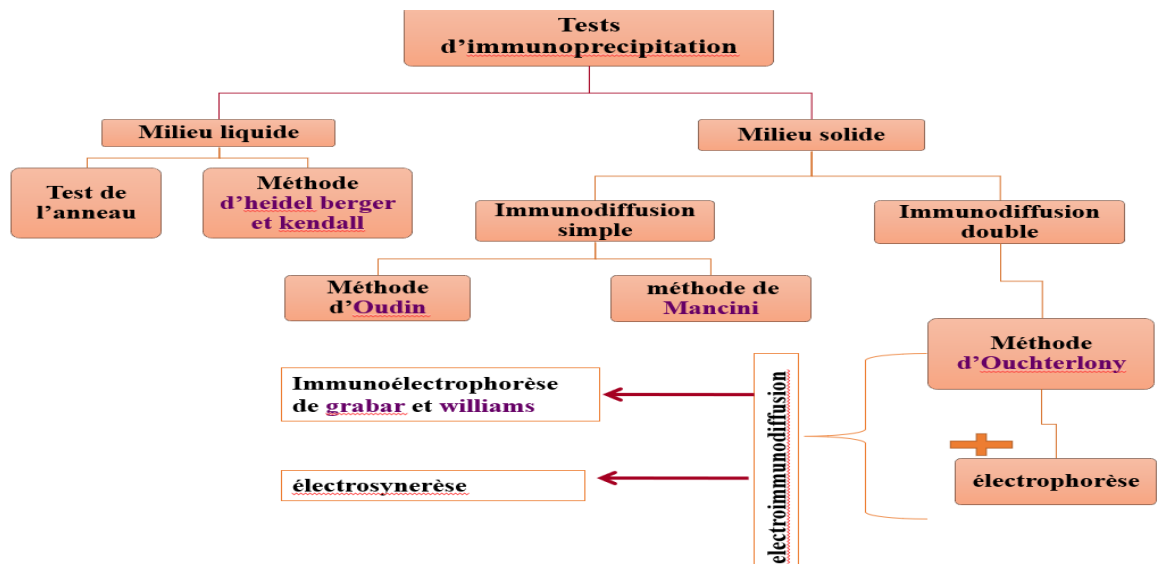 Tests
d’immunoprecipitation
Milieu liquide
Milieu solide
Test de
l’anneau
Méthode
d’heidel berger
et kendall
Immunodiffusion
simple
Immunodiffusion
double
Méthode
d’Oudin
méthode de
Mancini
Méthode
d’Ouchterlony
Immunoélectrophorèse
de grabar et williams
electroimmunodiffusion
électrosynerèse
électrophorèse